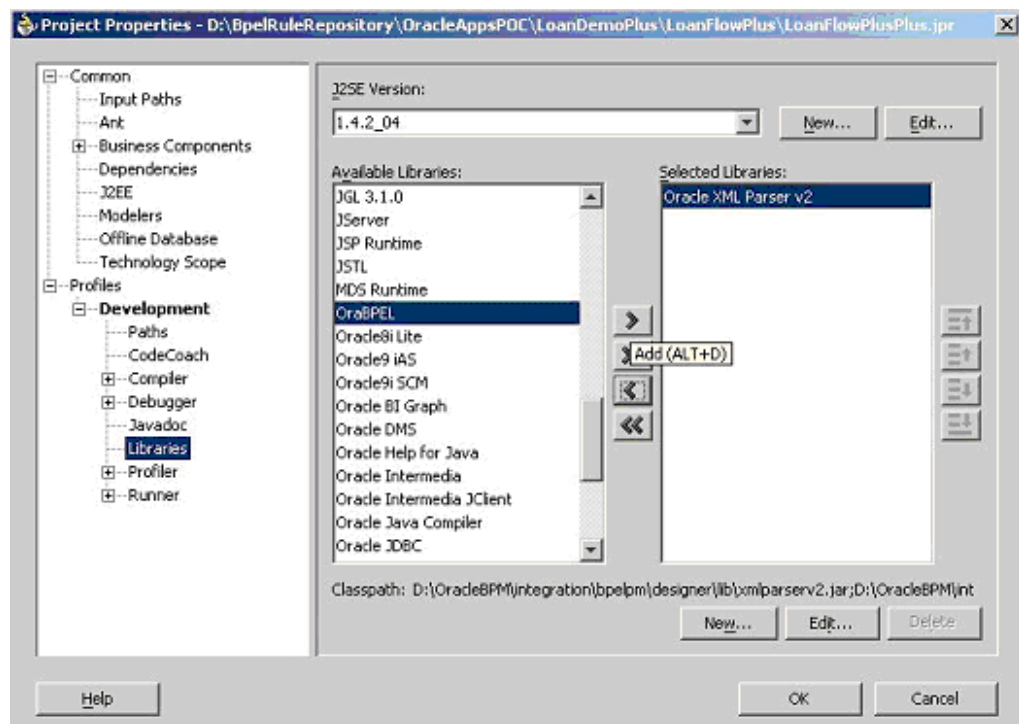 Project Properties - D:\BpelRuleRepository\OracleAppsPOC\LoanDemoPlus\LoanFlowPlus\LoanFlowPlusPlus.jpr
Common
Input Paths
Ant
Business Components
Dependencies
J2EE
Modelers
Offline Database
Technology Scope
Profiles
Development
Paths
CodeCoach
Compiler
Debugger
Javadoc
Libraries
Profiler
Runner
J2SE Version:
1.4.2_04
New...
Edit...
Available Libraries:
JGL 3.1.0
JServer
JSP Runtime
JSTL
MDS Runtime
OraBPEL
Oracle8i Lite
Oracle9 iAS
Oracle9i SCM
Oracle BI Graph
Oracle DMS
Oracle Help for Java
Oracle Intermedia
Oracle Intermedia JClient
Oracle Java Compiler
Oracle JDBC
Add (ALT+D)
Selected Libraries:
Oracle XML Parser v2
Classpath: D:\OracleBPM\integration\bpelpm\designer\lib\xmlparserv2.jar;D:\OracleBPM\int
New...
Edit...
Delete
Help
OK
Cancel